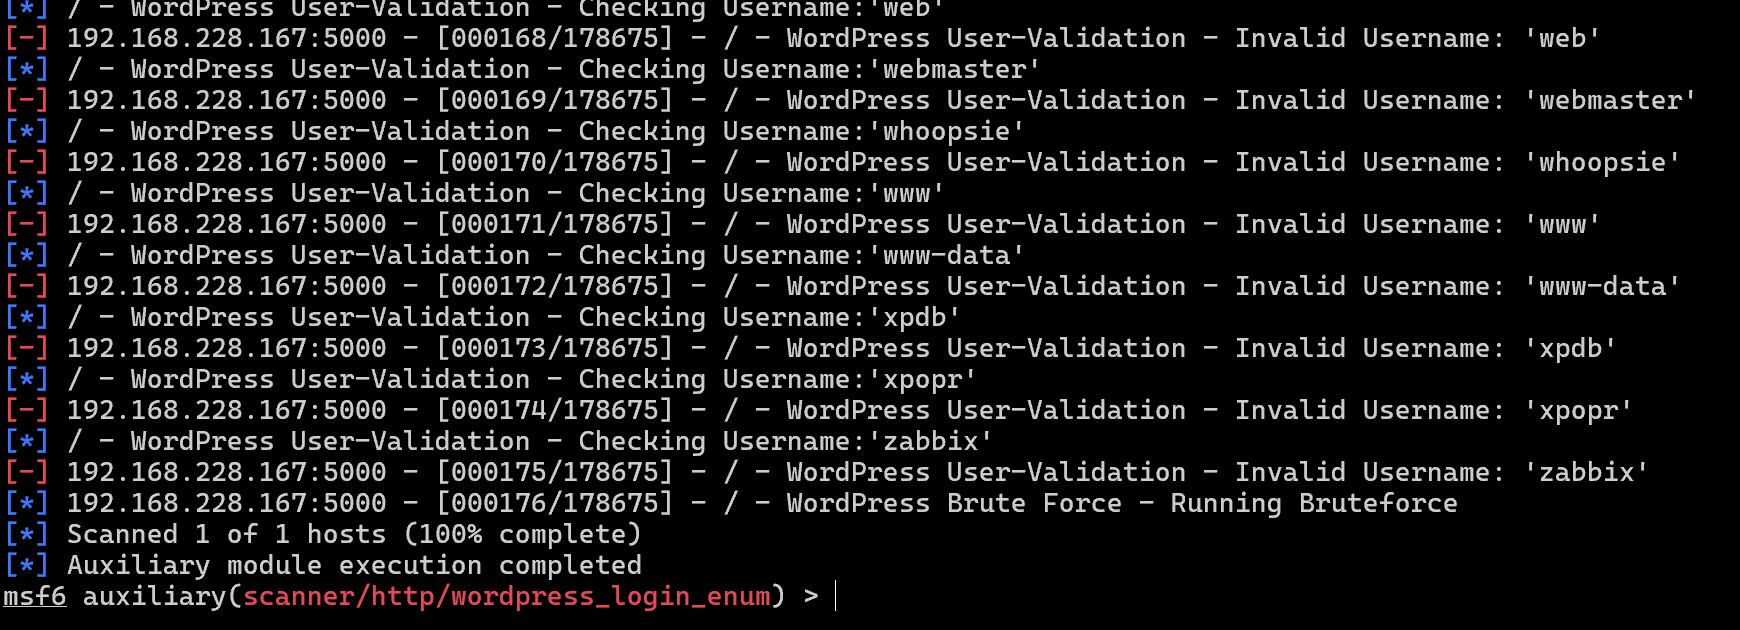 [*] / - WordPress User-Validation - Checking Username:'web'
[-] 192.168.228.167:5000 - [000168/178675] - / - WordPress User-Validation - Invalid Username: 'web'
[*] / - WordPress User-Validation - Checking Username:'webmaster'
[-] 192.168.228.167:5000 - [000169/178675] - / - WordPress User-Validation - Invalid Username: 'webmaster'
[*] / - WordPress User-Validation - Checking Username:'whoopsie'
[-] 192.168.228.167:5000 - [000170/178675] - / - WordPress User-Validation - Invalid Username: 'whoopsie'
[*] / - WordPress User-Validation - Checking Username:'www'
[-] 192.168.228.167:5000 - [000171/178675] - / - WordPress User-Validation - Invalid Username: 'www'
[*] / - WordPress User-Validation - Checking Username:'www-data'
[-] 192.168.228.167:5000 - [000172/178675] - / - WordPress User-Validation - Invalid Username: 'www-data'
[*] / - WordPress User-Validation - Checking Username:'xpdb'
[-] 192.168.228.167:5000 - [000173/178675] - / - WordPress User-Validation - Invalid Username: 'xpdb'
[*] / - WordPress User-Validation - Checking Username:'xpopr'
[-] 192.168.228.167:5000 - [000174/178675] - / - WordPress User-Validation - Invalid Username: 'xpopr'
[*] / - WordPress User-Validation - Checking Username:'zabbix'
[-] 192.168.228.167:5000 - [000175/178675] - / - WordPress User-Validation - Invalid Username: 'zabbix'
[*] 192.168.228.167:5000 - [000176/178675] - / - WordPress Brute Force - Running Bruteforce
[*] Scanned 1 of 1 hosts (100% complete)
[*] Auxiliary module execution completed
msf6 auxiliary(scanner/http/wordpress_login_enum) >